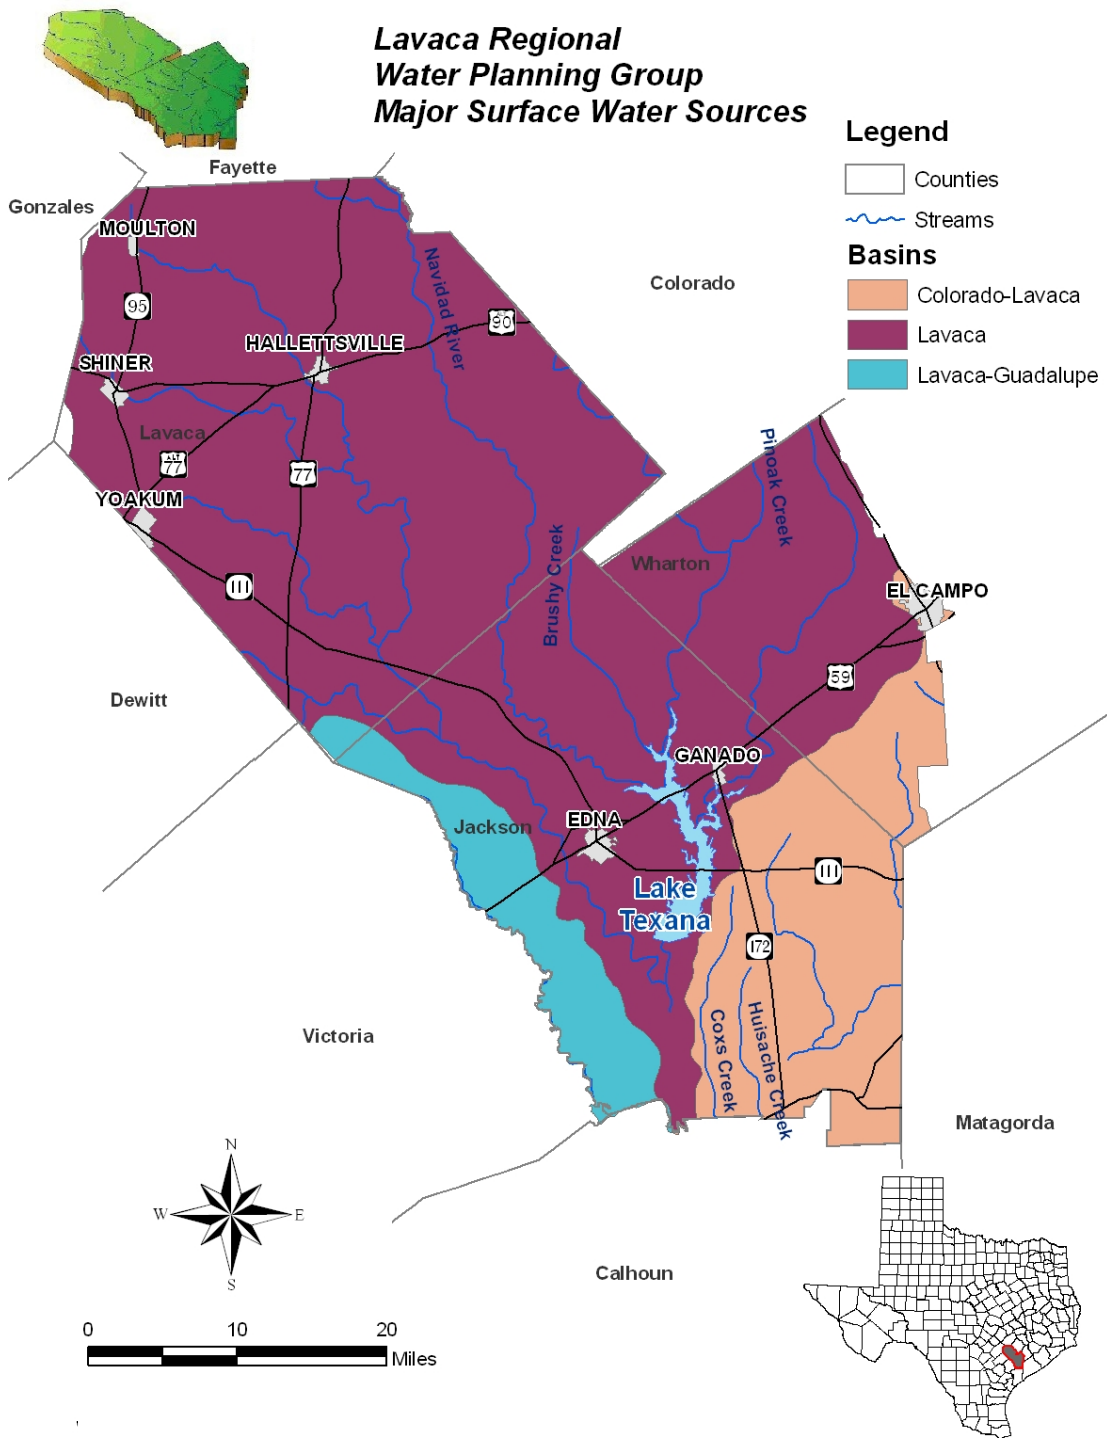 Lavaca Regional
Water Planning Group
Major Surface Water Sources
Legend
Counties
Streams
Basins
Colorado-Lavaca
Lavaca
Lavaca-Guadalupe
Fayette
Gonzales
MOULTON
Colorado
Navidad River
95
90
HALLETTSVILLE
SHINER
Lavaca
ALT
77
77
YOAKUM
Pinoak Creek
Brushy Creek
Wharton
111
EL CAMPO
59
Dewitt
GANADO
EDNA
Jackson
111
Lake
Texana
172
Victoria
Coxs Creek
Huisache Creek
Matagorda
N
W
E
S
Calhoun
0
10
20
Miles